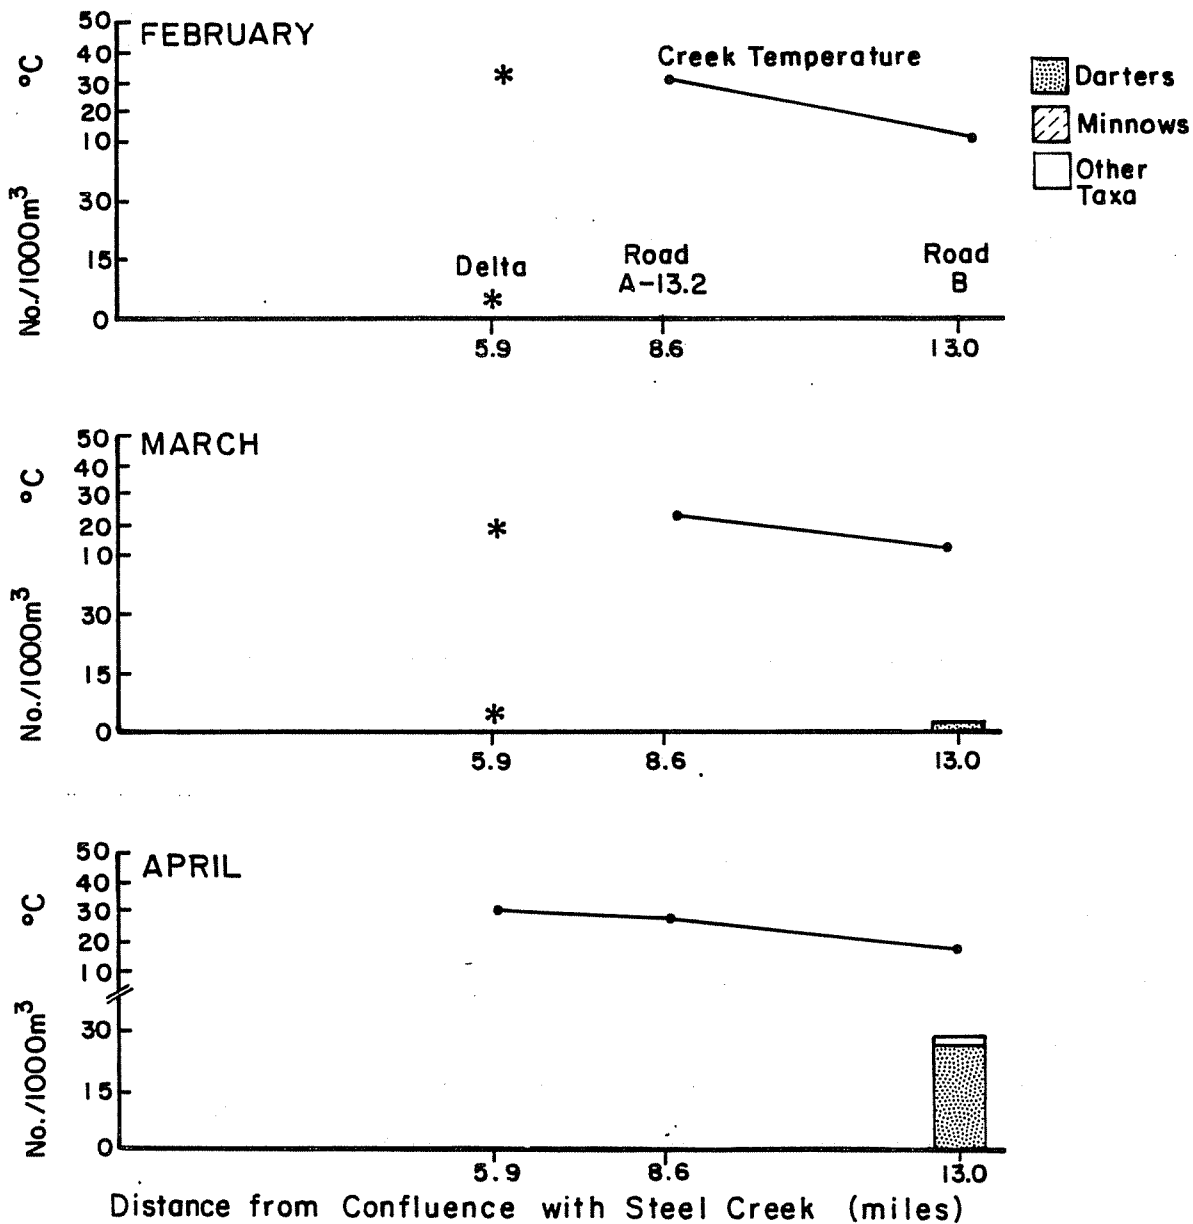 FEBRUARY
50
40
30
20
10
°C
30
15
0
No./1000m³
*
Creek Temperature
Delta
*
Road
A-13.2
Road
B
5.9 8.6 13.0
Darters
Minnows
Other
Taxa
MARCH
50
40
30
20
10
°C
30
15
0
No./1000m³
*
*
5.9 8.6 13.0
APRIL
50
40
30
20
10
°C
30
15
0
No./1000m³
5.9 8.6 13.0
Distance from Confluence with Steel Creek (miles)